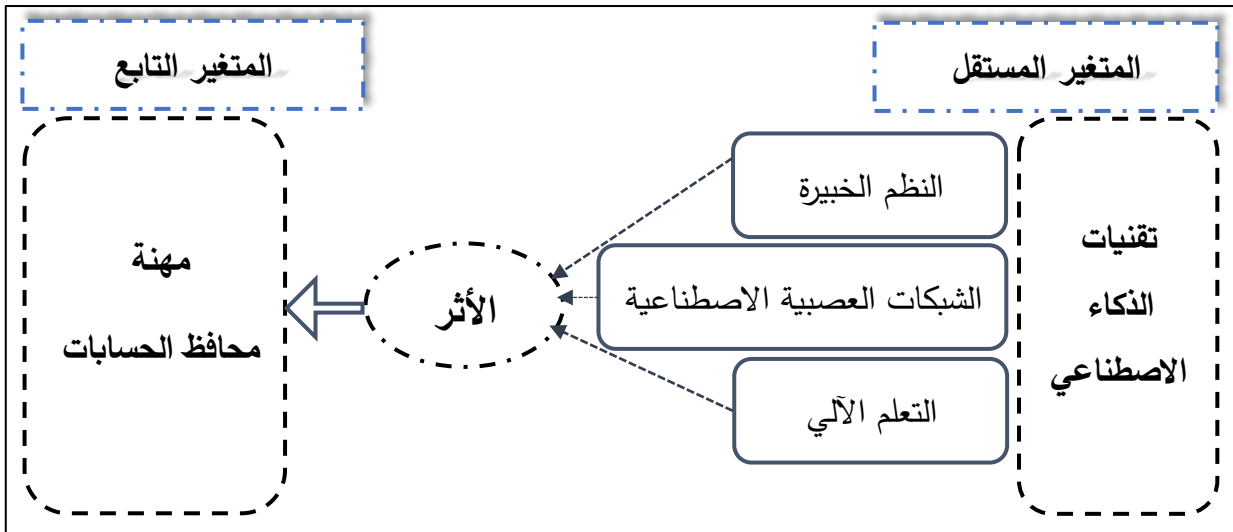 المتغير المستقل
المتغير التابع
تقنيات
الذكاء
الاصطناعي
النظم الخبيرة
الشبكات العصبية الاصطناعية
التعلم الآلي
الأثر
مهنة
محافظ الحسابات